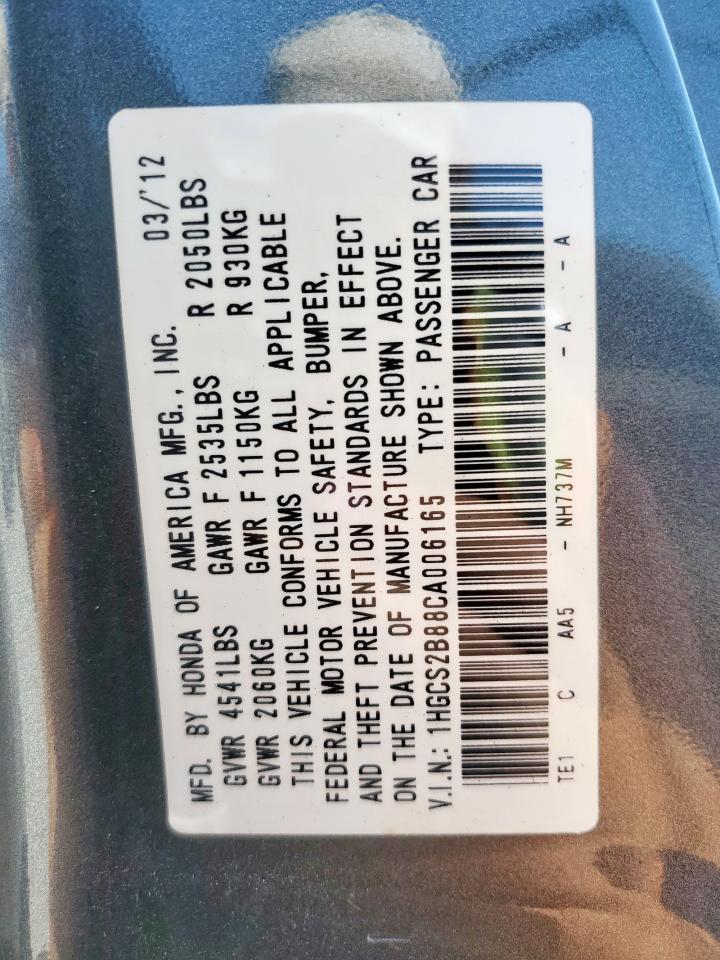 MFD. BY HONDA OF AMERICA MFG., INC. 03/'12
GVWR 4541LBS GAWR F 2535LBS R 2050LBS
GVWR 2060KG GAWR F 1150KG R 930KG
THIS VEHICLE CONFORMS TO ALL APPLICABLE
FEDERAL MOTOR VEHICLE SAFETY, BUMPER,
AND THEFT PREVENTION STANDARDS IN EFFECT
ON THE DATE OF MANUFACTURE SHOWN ABOVE.
V.I.N.: 1HGCS2B88CA006165 TYPE: PASSENGER CAR
TE1 C AA5 - NH737M - A - A